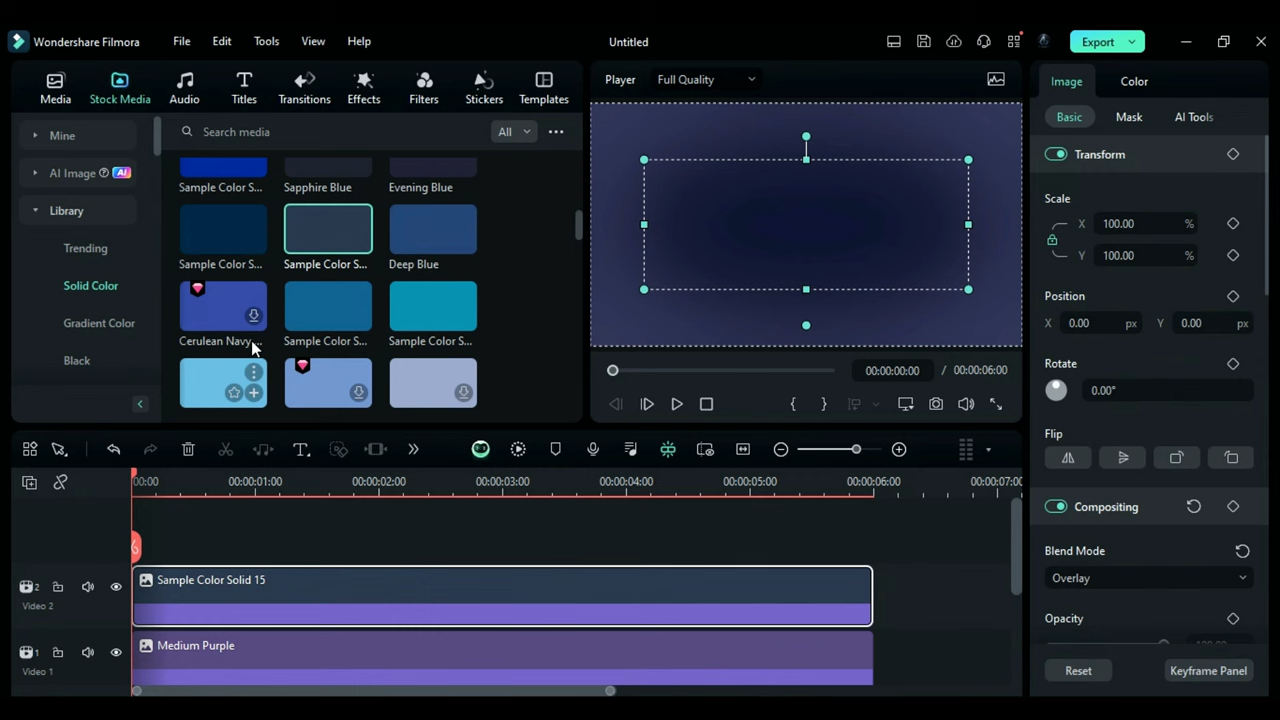 Wondershare Filmora
File
Edit
Tools
View
Help
Untitled
Export
Media
Stock Media
Audio
Titles
Transitions
Effects
Filters
Stickers
Templates
Player
Full Quality
Image
Color
Mine
Search media
All
Basic
Mask
AI Tools
AI Image
AI
Library
Transform
Sample Color S...
Sapphire Blue
Evening Blue
Scale
X
100.00
%
Trending
Y
100.00
%
Sample Color S...
Sample Color S...
Deep Blue
Solid Color
Position
Gradient Color
X
0.00
px
Y
0.00
px
Cerulean Navy...
Sample Color S...
Sample Color S...
Black
Rotate
00:00:00:00
/
00:00:06:00
0.00°
Flip
00:00
00:00:01:00
00:00:02:00
00:00:03:00
00:00:04:00
00:00:05:00
00:00:06:00
00:00:07:00
Compositing
Blend Mode
2
Sample Color Solid 15
Overlay
Video 2
Opacity
1
Medium Purple
Video 1
Reset
Keyframe Panel